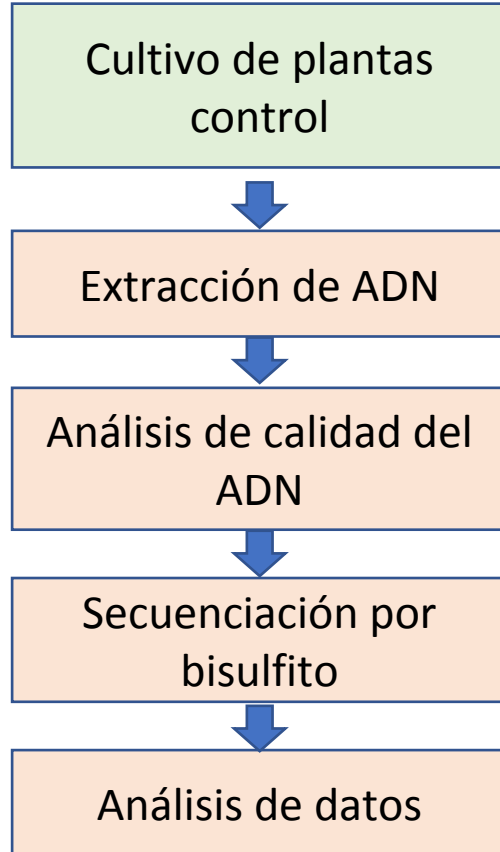 Cultivo de plantas
control
Extracción de ADN
Análisis de calidad del
ADN
Secuenciación por
bisulfito
Análisis de datos